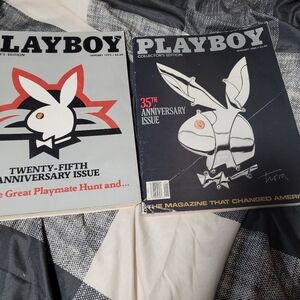 PLAYBOY
TWENTY-FIFTH
ANNIVERSARY ISSUE
e Great Playmate Hunt and...
PLAYBOY
COLLECTOR'S EDITION
35TH
ANNIVERSARY
ISSUE
THE MAGAZINE THAT CHANGED AMER